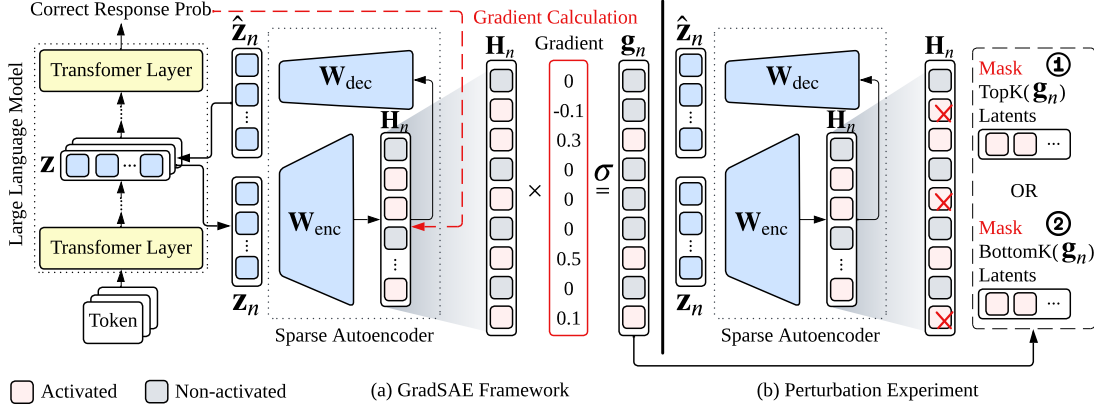 Correct Response Prob.
Large Language Model
Transfomer Layer
z
Transfomer Layer
Token
ẑn
zn
Wdec
Hn
Wenc
Sparse Autoencoder
Gradient Calculation
Hn
Gradient
gn
0
-0.1
0.3
0
0
0
0.5
0
0.1
×
σ
=
ẑn
zn
Wdec
Hn
Wenc
Sparse Autoencoder
Hn
Mask ①
TopK(gn)
Latents
...
OR
Mask ②
BottomK(gn)
Latents
...
Activated
Non-activated
(a) GradSAE Framework
(b) Perturbation Experiment